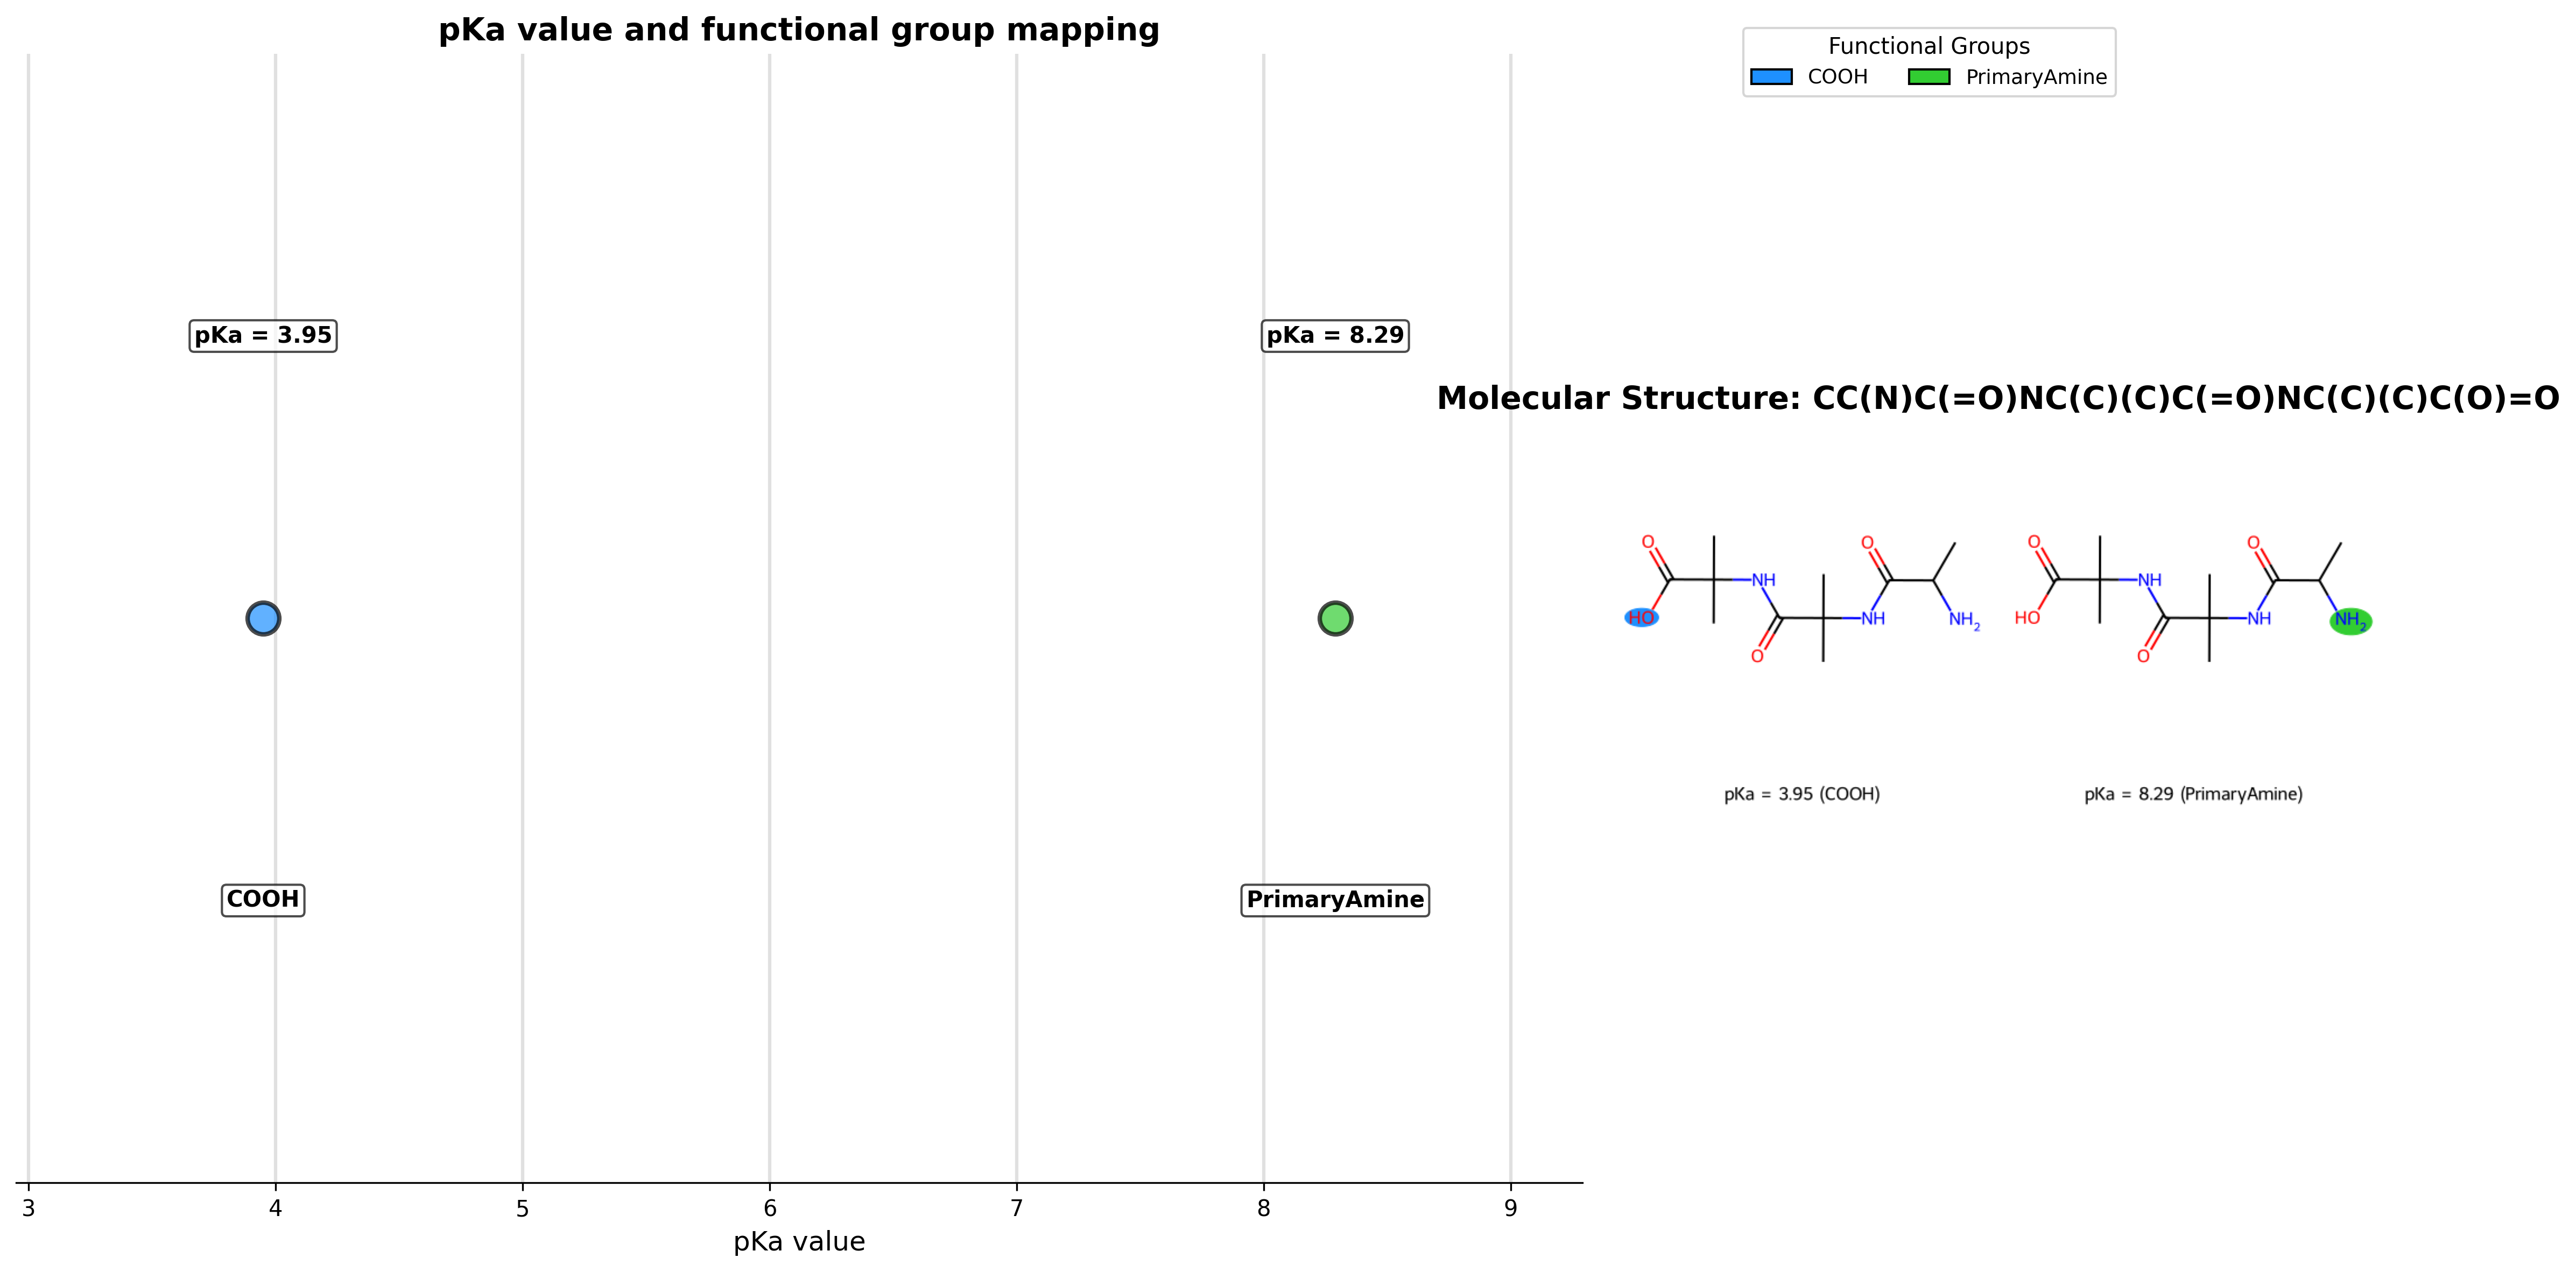 pKa value and functional group mapping
Functional Groups
COOH
PrimaryAmine
pKa = 3.95
pKa = 8.29
Molecular Structure: CC(N)C(=O)NC(C)(C)C(=O)NC(C)(C)C(O)=O
O
HO
NH
O
O
NH
NH2
O
HO
NH
O
O
NH
NH2
pKa = 3.95 (COOH)
pKa = 8.29 (PrimaryAmine)
COOH
PrimaryAmine
3 4 5 6 7 8 9
pKa value